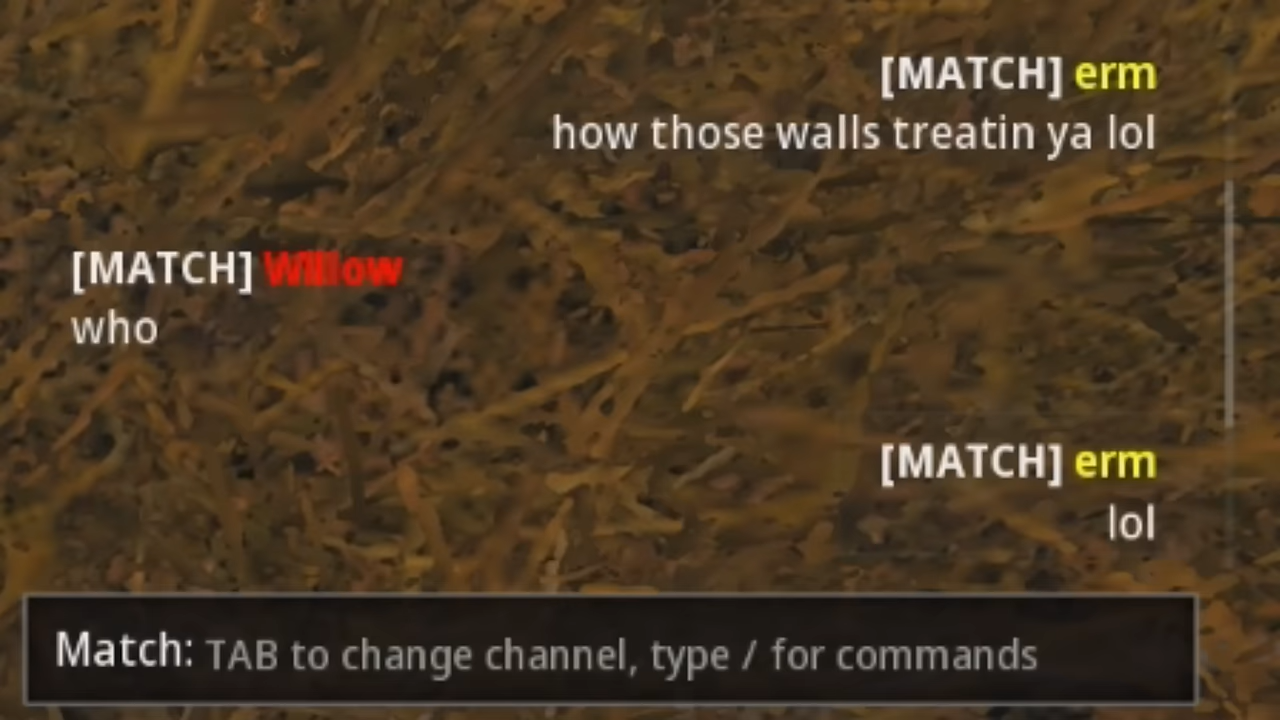 [MATCH] erm
how those walls treatin ya lol
[MATCH] Willow
who
[MATCH] erm
lol
Match: TAB to change channel, type / for commands